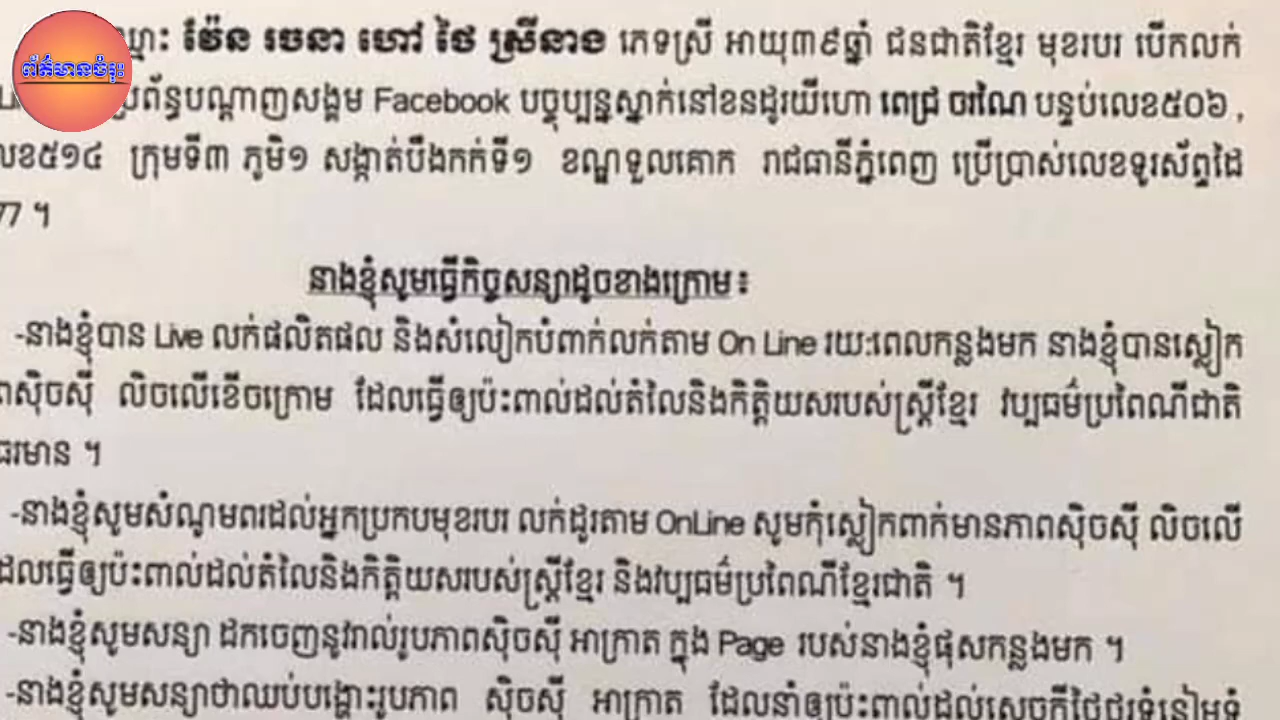 ព័ត៌មានចំរុះ
ឈ្មោះ វ៉ែន រចនា ហៅ ថៃ ស្រីនាង ភេទស្រី អាយុ៣៩ឆ្នាំ ជនជាតិខ្មែរ មុខរបរ បើកលក់
បណ្តាញសង្គម Facebook បច្ចុប្បន្នស្នាក់នៅខនដូរយីហោ ពេជ្រ ចរណៃ បន្ទប់លេខ៥០៦ ,
លេខ៥១៤ ក្រុមទី៣ ភូមិ១ សង្កាត់បឹងកក់ទី១ ខណ្ឌទួលគោក រាជធានីភ្នំពេញ ប្រើប្រាស់លេខទូរស័ព្ទដៃ
77 ។
នាងខ្ញុំសូមធ្វើកិច្ចសន្យាដូចខាងក្រោម៖
-នាងខ្ញុំបាន Live លក់ផលិតផល និងសំលៀកបំពាក់លក់តាម On Line រយៈពេលកន្លងមក នាងខ្ញុំបានស្លៀក
ស៊ិចស៊ី លិចលើខើចក្រោម ដែលធ្វើឲ្យប៉ះពាល់ដល់តំលៃនិងកិត្តិយសរបស់ស្ត្រីខ្មែរ វប្បធម៌ប្រពៃណីជាតិ
ធរមាន ។
-នាងខ្ញុំសូមសំណូមពរដល់អ្នកប្រកបមុខរបរ លក់ដូរតាម OnLine សូមកុំស្លៀកពាក់មានភាពស៊ិចស៊ី លិចលើ
ដែលធ្វើឲ្យប៉ះពាល់ដល់តំលៃនិងកិត្តិយសរបស់ស្ត្រីខ្មែរ និងវប្បធម៌ប្រពៃណីខ្មែរជាតិ ។
-នាងខ្ញុំសូមសន្យា ដកចេញនូវរាល់រូបភាពស៊ិចស៊ី អាក្រាត ក្នុង Page របស់នាងខ្ញុំផុសកន្លងមក ។
-នាងខ្ញុំសូមសន្យាថាឈប់បង្ហោះរូបភាព ស៊ិចស៊ី អាក្រាត ដែលនាំឲ្យប៉ះពាល់ដល់សេចក្តីថ្លៃថ្នូរទំនៀមទំ